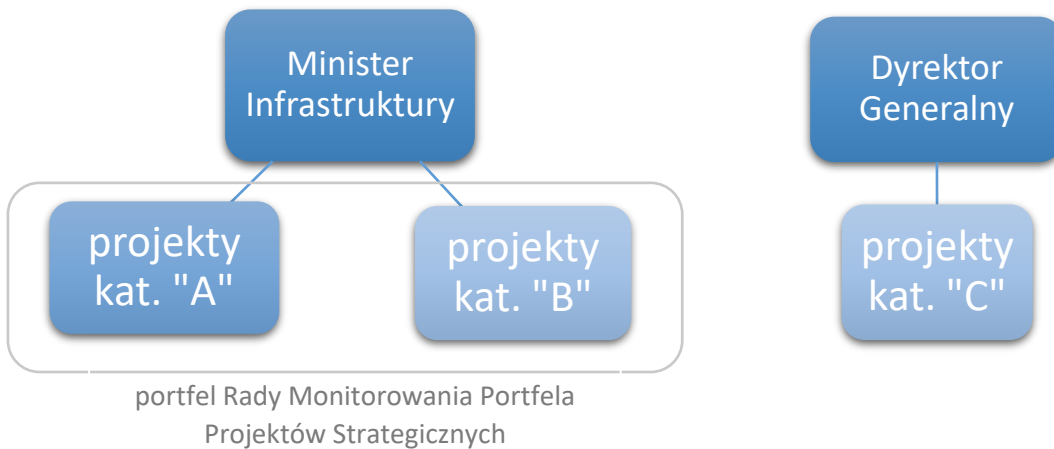 Minister
Infrastruktury
Dyrektor
Generalny
projekty
kat. "A"
projekty
kat. "B"
projekty
kat. "C"
portfel Rady Monitorowania Portfela
Projektów Strategicznych